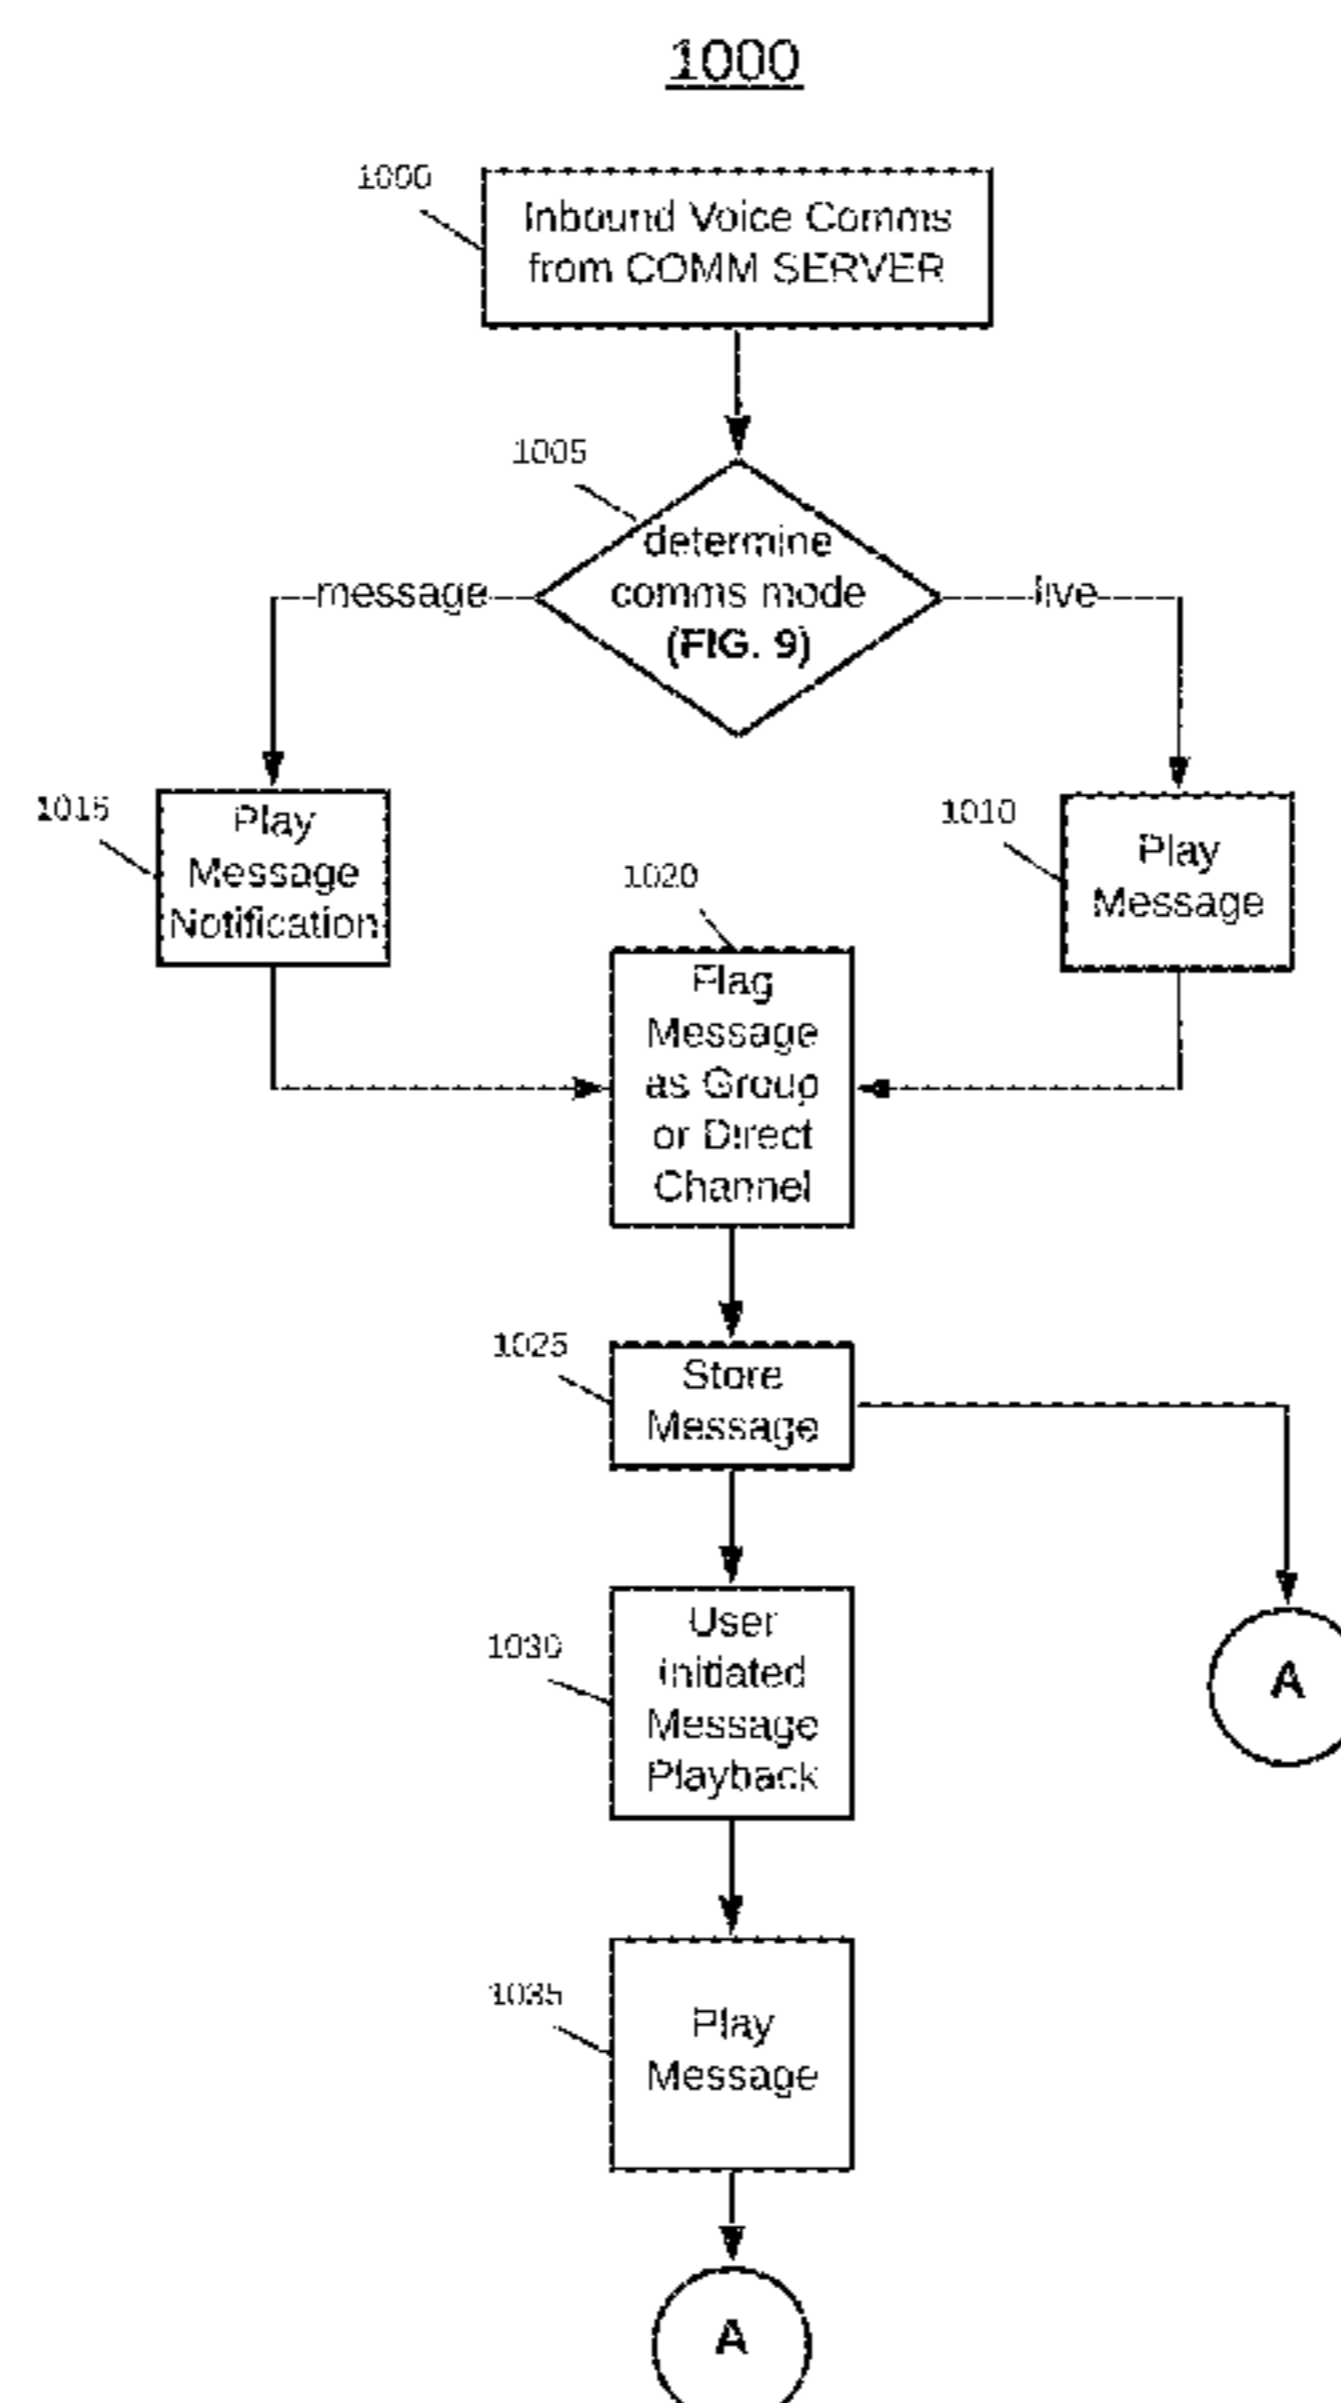 1000
1000
Inbound Voice Comms
from COMM SERVER
1005
determine
comms mode
(FIG. 9)
message
live
1015
Play
Message
Notification
1010
Play
Message
1020
Flag
Message
as Group
or Direct
Channel
1025
Store
Message
1030
User
initiated
Message
Playback
A
1035
Play
Message
A